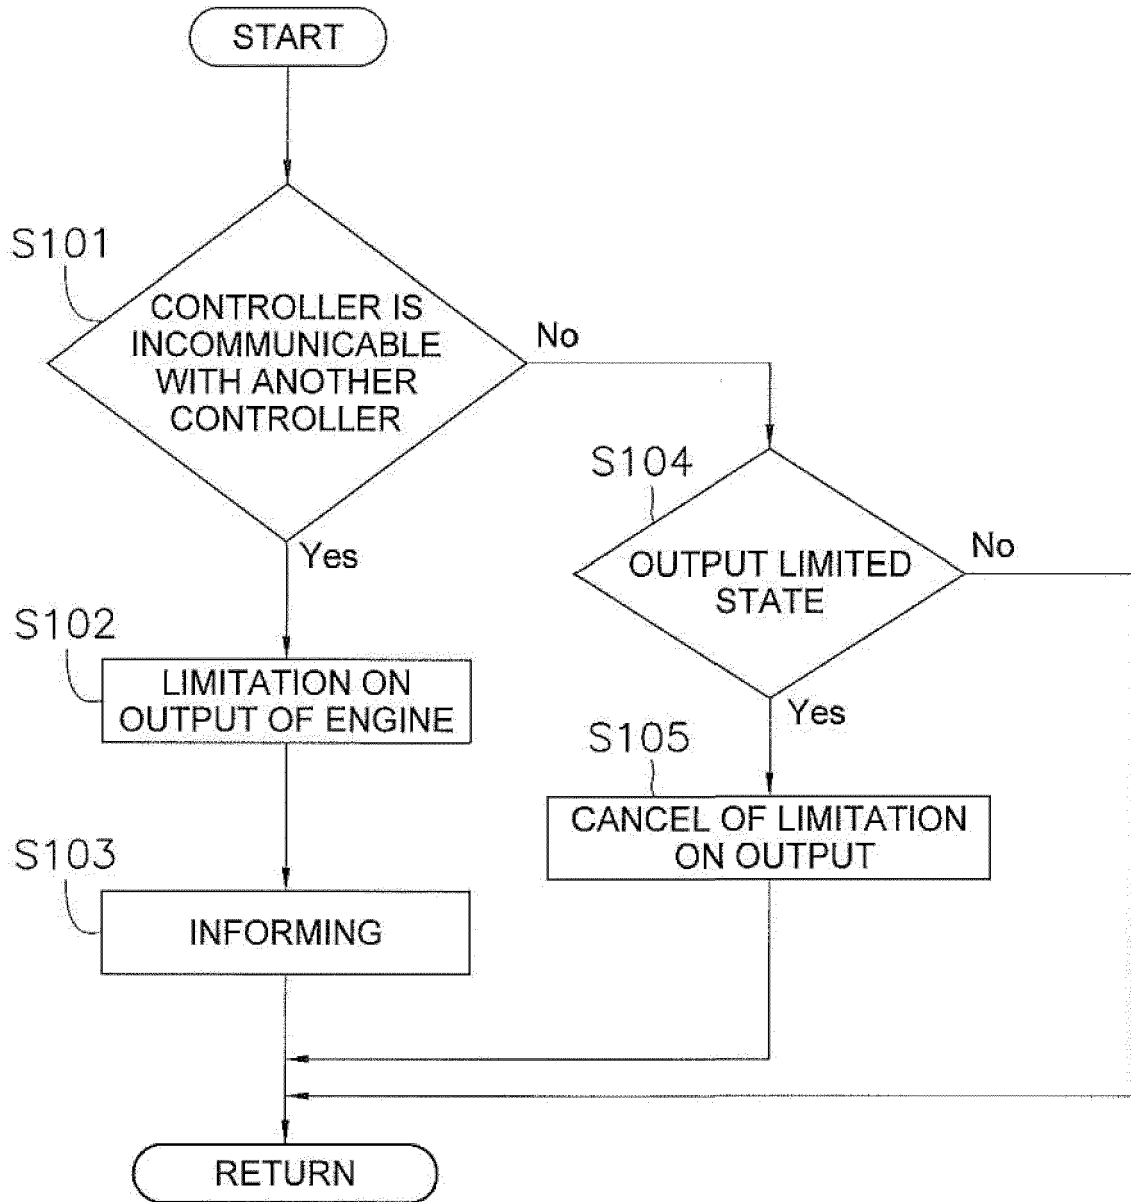 START
S101
CONTROLLER IS
INCOMMUNICABLE
WITH ANOTHER
CONTROLLER
No
Yes
S104
OUTPUT LIMITED
STATE
No
Yes
S102
LIMITATION ON
OUTPUT OF ENGINE
S105
CANCEL OF LIMITATION
ON OUTPUT
S103
INFORMING
RETURN